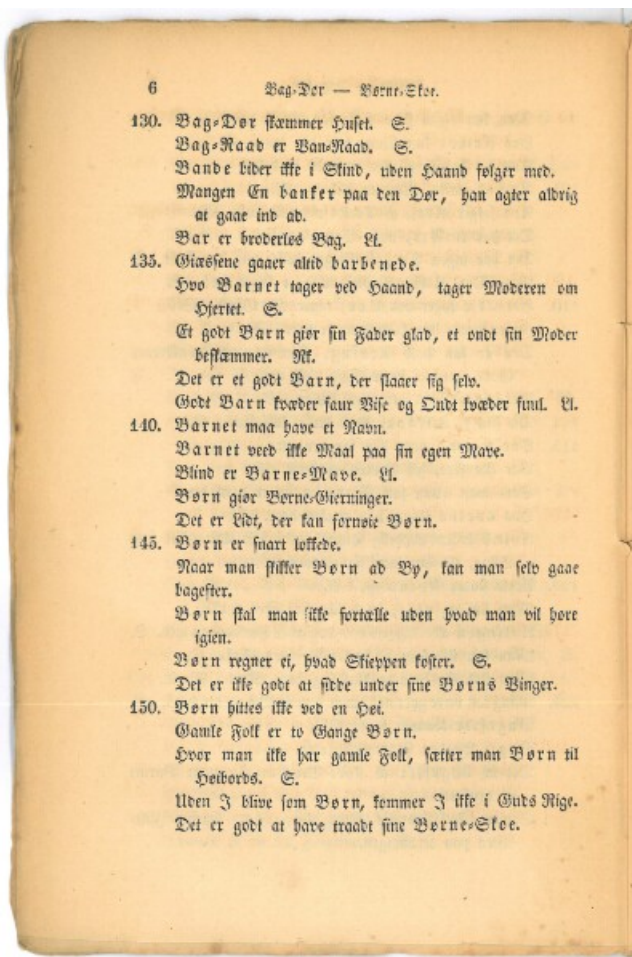 6 Bag-Dør — Børne-Skoe.
130. Bag-Dør skæmmer Huset. S.
Bag-Raad er Van-Raad. S.
Bande bider ikke i Skind, uden Haand følger med.
Mangen En banker paa den Dør, han agter aldrig
at gaae ind ad.
Bar er broderløs Bag. Ll.
135. Giæssene gaaer altid barbenede.
Hvo Barnet tager ved Haand, tager Moderen om
Hjertet. S.
Et godt Barn giør sin Fader glad, et ondt sin Moder
beskæmmer. Rk.
Det er et godt Barn, der slaaer sig selv.
Godt Barn kvæder faur Vise og Ondt kvæder fuul. Ll.
140. Barnet maa have et Navn.
Barnet veed ikke Maal paa sin egen Mave.
Blind er Barne-Mave. Ll.
Børn giør Børne-Gierninger.
Det er Lidt, der kan fornøie Børn.
145. Børn er snart lokkede.
Naar man skikker Børn ad By, kan man selv gaae
bagefter.
Børn skal man ikke fortælle uden hvad man vil høre
igien.
Børn regner ei, hvad Skieppen koster. S.
Det er ikke godt at sidde under sine Børns Vinger.
150. Børn hittes ikke ved en Høi.
Gamle Folk er to Gange Børn.
Hvor man ikke har gamle Folk, sætter man Børn til
Høibords. S.
Uden I blive som Børn, kommer I ikke i Guds Rige.
Det er godt at have traadt sine Børne-Skoe.